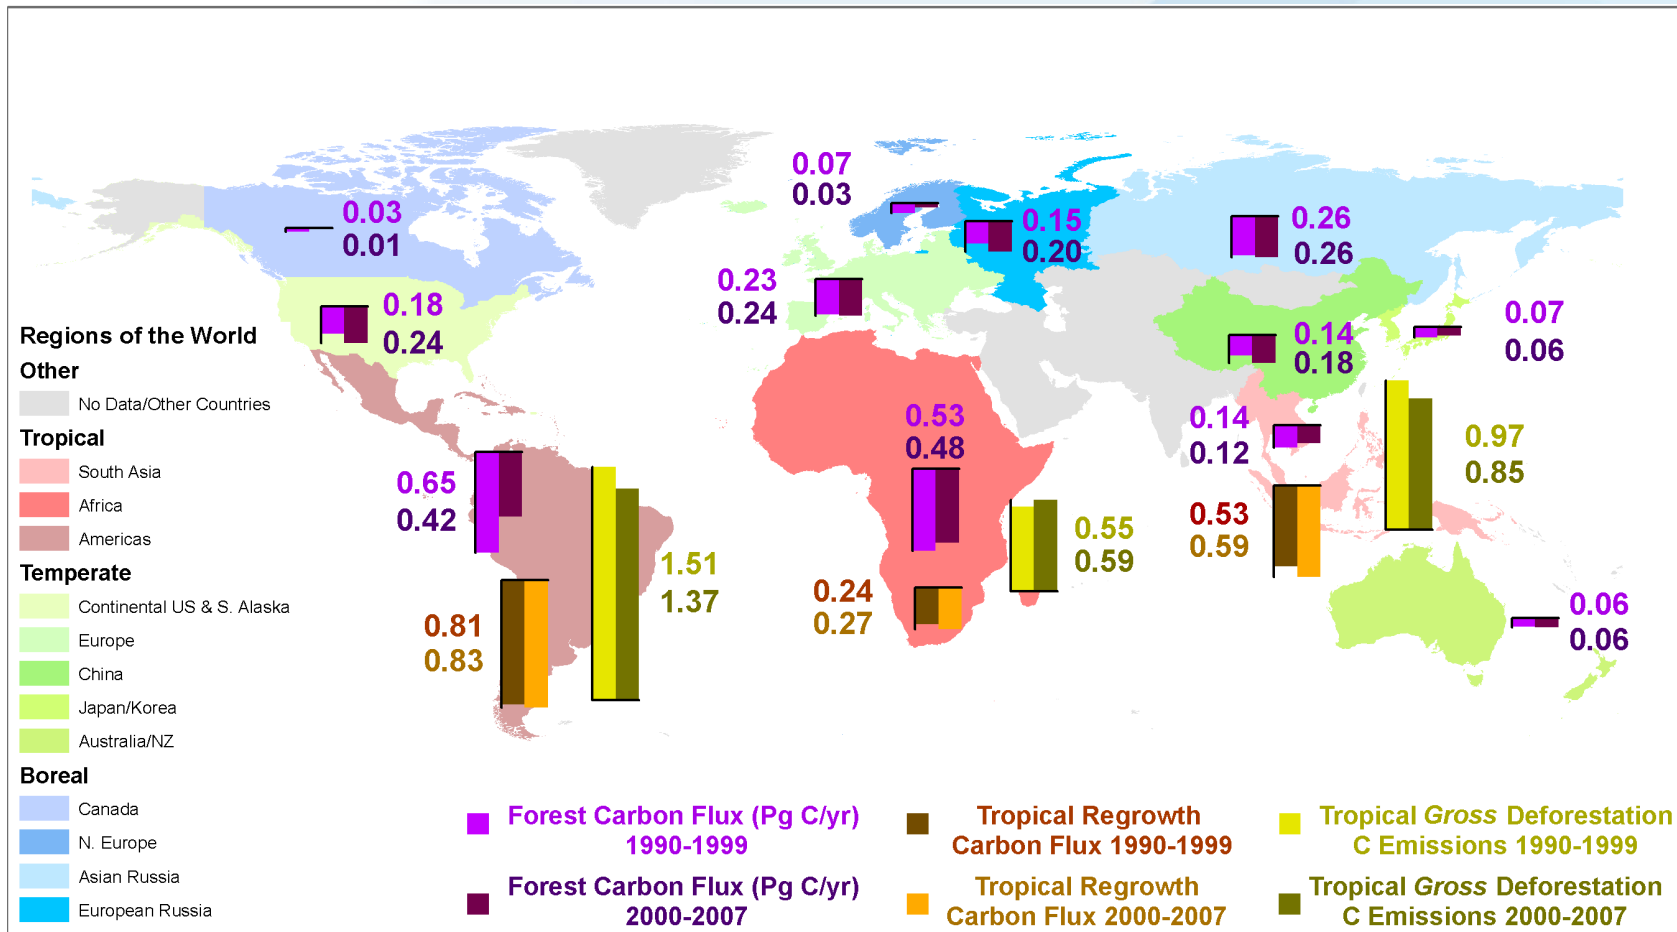 0.07
0.03
0.03
0.01
0.15
0.20
0.26
0.26
0.23
0.24
0.18
0.24
0.14
0.18
0.07
0.06
0.14
0.12
0.97
0.85
0.53
0.48
0.65
0.42
0.53
0.59
0.55
0.59
1.51
1.37
0.24
0.27
0.81
0.83
0.06
0.06
Regions of the World
Other
No Data/Other Countries
Tropical
South Asia
Africa
Americas
Temperate
Continental US & S. Alaska
Europe
China
Japan/Korea
Australia/NZ
Boreal
Canada
N. Europe
Asian Russia
European Russia
Forest Carbon Flux (Pg C/yr)
1990-1999
Forest Carbon Flux (Pg C/yr)
2000-2007
Tropical Regrowth
Carbon Flux 1990-1999
Tropical Regrowth
Carbon Flux 2000-2007
Tropical Gross Deforestation
C Emissions 1990-1999
Tropical Gross Deforestation
C Emissions 2000-2007